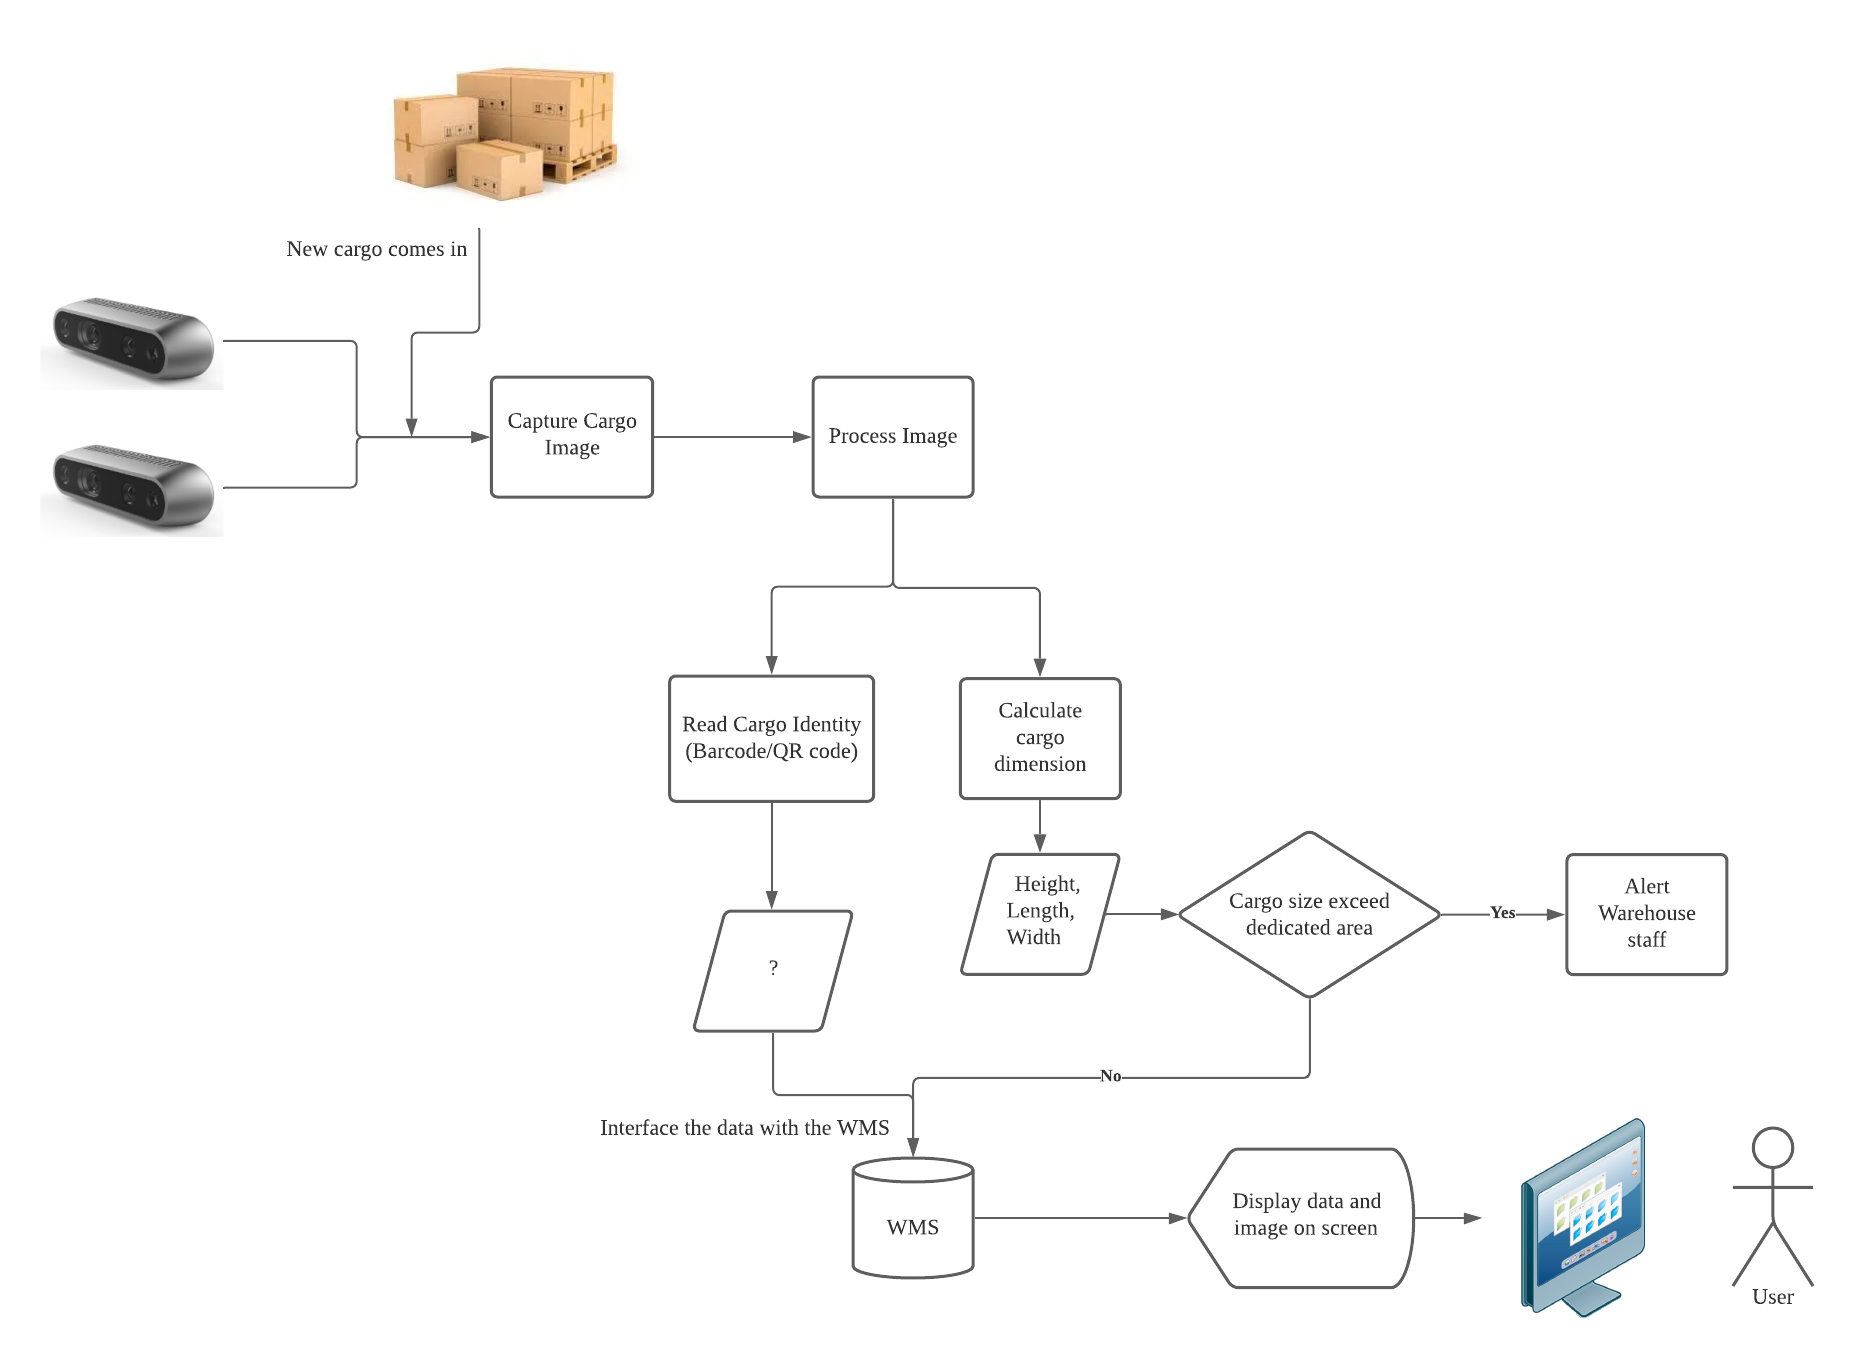 New cargo comes in
Capture Cargo
Image
Process Image
Read Cargo Identity
(Barcode/QR code)
Calculate
cargo
dimension
Height,
Length,
Width
Cargo size exceed
dedicated area
Yes
Alert
Warehouse
staff
?
No
Interface the data with the WMS
WMS
Display data and
image on screen
User